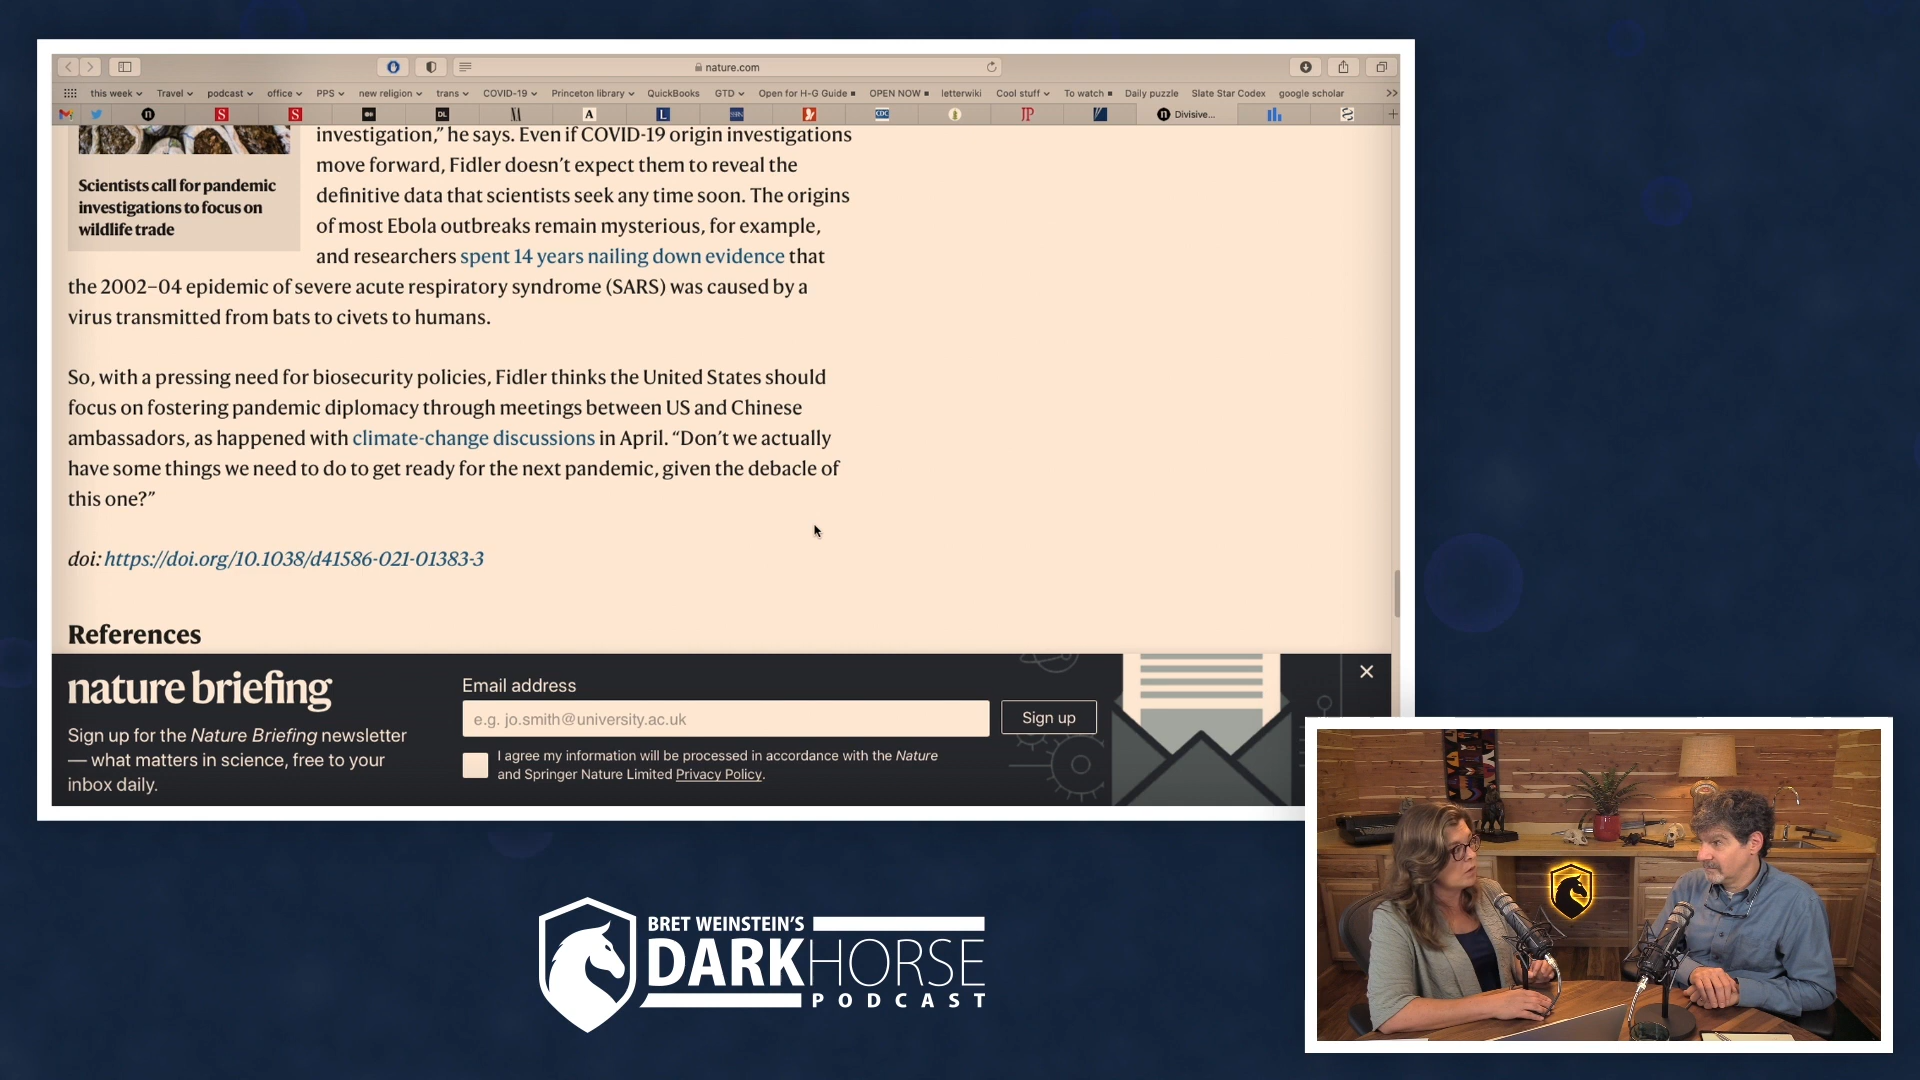 nature.com
this week
Travel
podcast
office
PPS
new religion
trans
COVID-19
Princeton library
QuickBooks
GTD
Open for H-G Guide
OPEN NOW
letterwiki
Cool stuff
To watch
Daily puzzle
Slate Star Codex
google scholar
>>
n
S
S
DL
A
L
SSRN
CDC
JP
n Divisive...
Scientists call for pandemic
investigations to focus on
wildlife trade
investigation,” he says. Even if COVID-19 origin investigations
move forward, Fidler doesn’t expect them to reveal the
definitive data that scientists seek any time soon. The origins
of most Ebola outbreaks remain mysterious, for example,
and researchers spent 14 years nailing down evidence that
the 2002–04 epidemic of severe acute respiratory syndrome (SARS) was caused by a
virus transmitted from bats to civets to humans.
So, with a pressing need for biosecurity policies, Fidler thinks the United States should
focus on fostering pandemic diplomacy through meetings between US and Chinese
ambassadors, as happened with climate-change discussions in April. “Don’t we actually
have some things we need to do to get ready for the next pandemic, given the debacle of
this one?”
doi: https://doi.org/10.1038/d41586-021-01383-3
References
nature briefing
Sign up for the Nature Briefing newsletter
— what matters in science, free to your
inbox daily.
Email address
e.g. jo.smith@university.ac.uk
Sign up
I agree my information will be processed in accordance with the Nature
and Springer Nature Limited Privacy Policy.
BRET WEINSTEIN’S
DARKHORSE
PODCAST